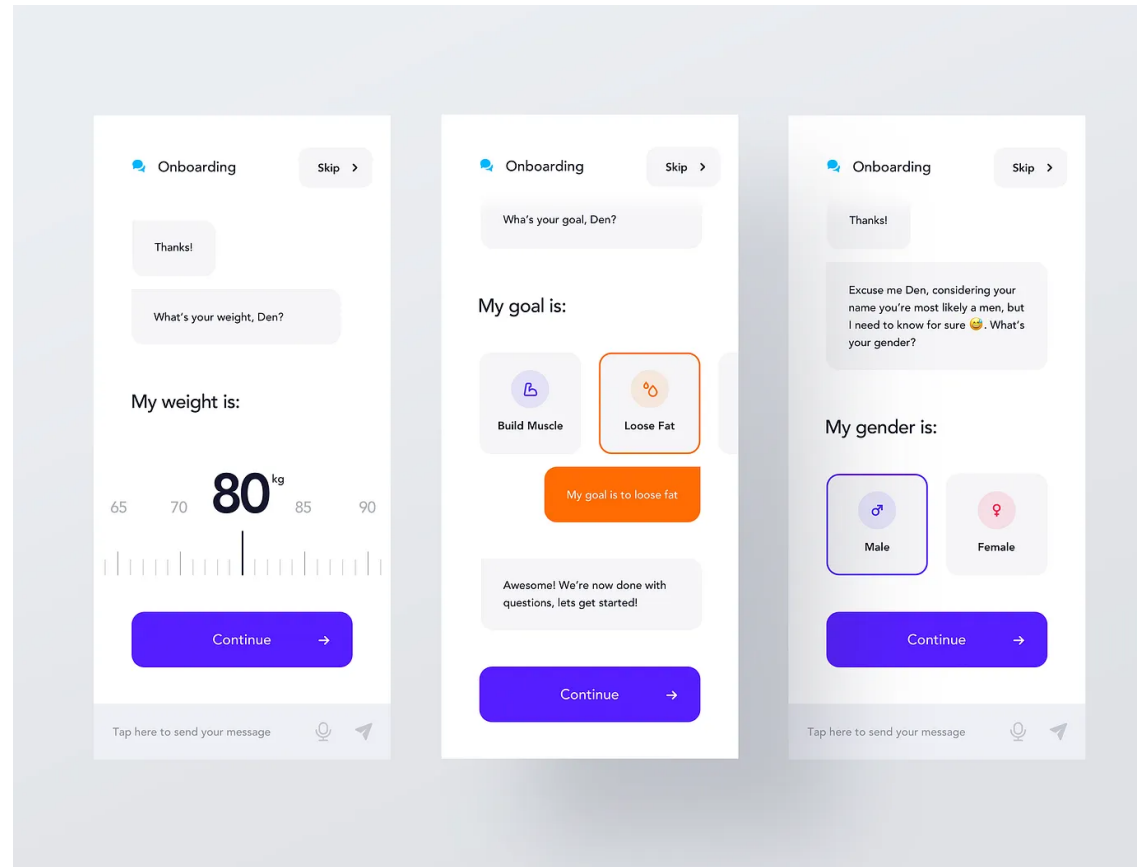 Onboarding
Skip
Thanks!
What's your weight, Den?
My weight is:
65
70
80 kg
85
90
Continue
Tap here to send your message
Onboarding
Skip
Wha's your goal, Den?
My goal is:
Build Muscle
Loose Fat
My goal is to loose fat
Awesome! We're now done with
questions, lets get started!
Continue
Onboarding
Skip
Thanks!
Excuse me Den, considering your
name you're most likely a men, but
I need to know for sure 😅. What's
your gender?
My gender is:
Male
Female
Continue
Tap here to send your message